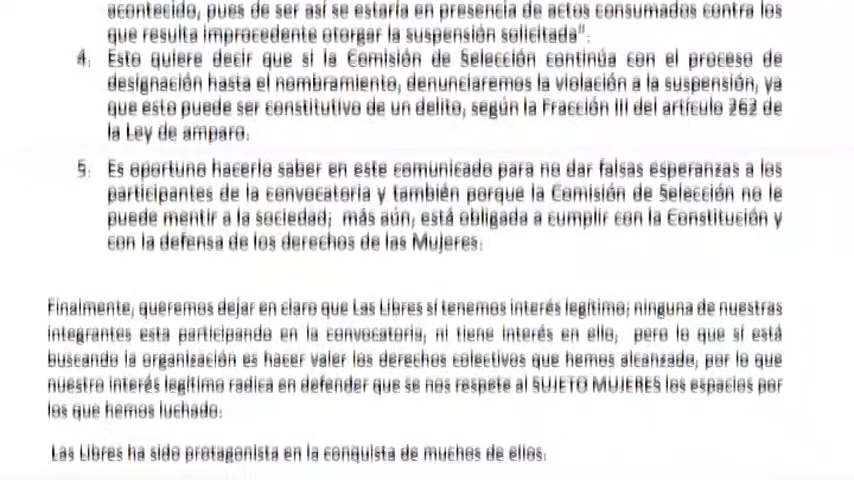 acontecido, pues de ser así se estaría en presencia de actos consumados contra los
que resulta improcedente otorgar la suspensión solicitada".
4. Esto quiere decir que si la Comisión de Selección continúa con el proceso de
designación hasta el nombramiento, denunciaremos la violación a la suspensión, ya
que esto puede ser constitutivo de un delito, según la Fracción III del artículo 262 de
la Ley de amparo.
5. Es oportuno hacerlo saber en este comunicado para no dar falsas esperanzas a los
participantes de la convocatoria y también porque la Comisión de Selección no le
puede mentir a la sociedad; más aún, está obligada a cumplir con la Constitución y
con la defensa de los derechos de las Mujeres.
Finalmente, queremos dejar en claro que Las Libres sí tenemos interés legítimo; ninguna de nuestras
integrantes esta participando en la convocatoria, ni tiene interés en ello, pero lo que sí está
buscando la organización es hacer valer los derechos colectivos que hemos alcanzado, por lo que
nuestro interés legítimo radica en defender que se nos respete al SUJETO MUJERES los espacios por
los que hemos luchado.
Las Libres ha sido protagonista en la conquista de muchos de ellos.